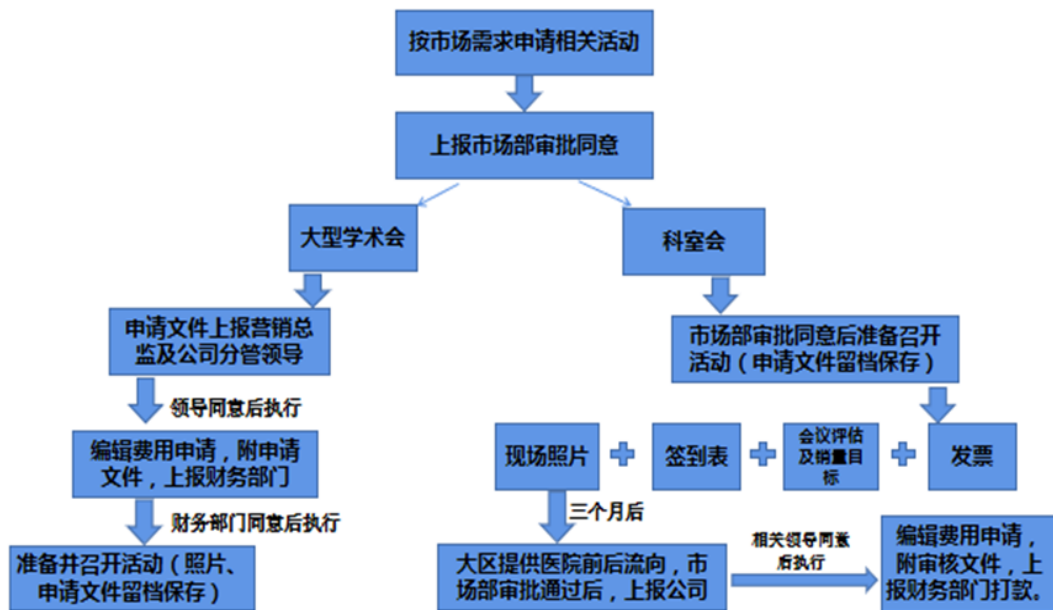 按市场需求申请相关活动
上报市场部审批同意
大型学术会
科室会
申请文件上报营销总
监及公司分管领导
市场部审批同意后准备召开
活动（申请文件留档保存）
领导同意后执行
编辑费用申请，附申请
文件，上报财务部门
现场照片
签到表
会议评估
及销量目
标
发票
财务部门同意后执行
三个月后
准备并召开活动（照片、
申请文件留档保存）
大区提供医院前后流向，市
场部审批通过后，上报公司
相关领导同意
后执行
编辑费用申请，
附审核文件，上
报财务部门打款。